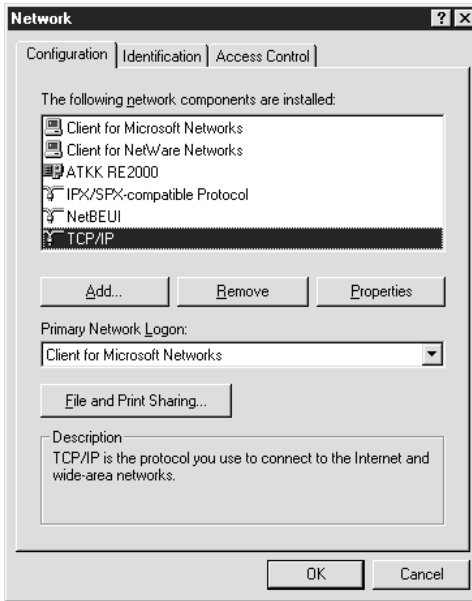 Network
Configuration Identification Access Control
The following network components are installed:
Client for Microsoft Networks
Client for NetWare Networks
ATKK RE2000
IPX/SPX-compatible Protocol
NetBEUI
TCP/IP
Add... Remove Properties
Primary Network Logon:
Client for Microsoft Networks
File and Print Sharing...
Description
TCP/IP is the protocol you use to connect to the Internet and
wide-area networks.
OK Cancel